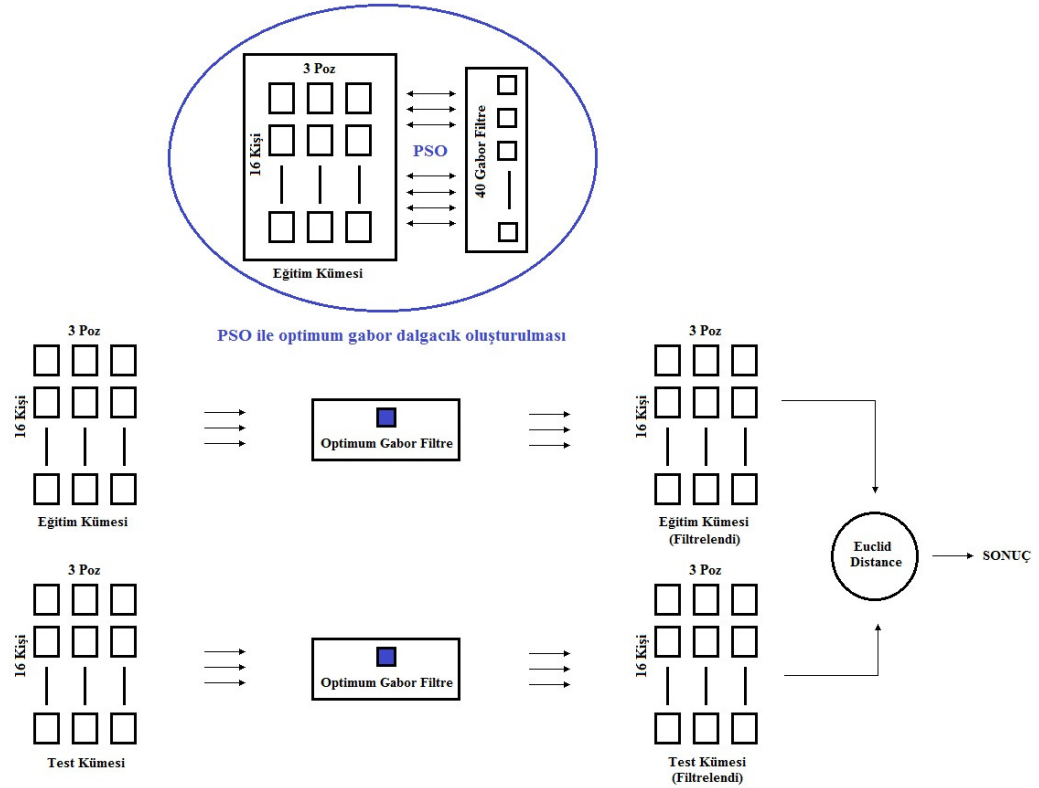 3 Poz
16 Kişi
PSO
40 Gabor Filtre
Eğitim Kümesi
PSO ile optimum gabor dalgacık oluşturulması
3 Poz
16 Kişi
Eğitim Kümesi
Optimum Gabor Filtre
3 Poz
16 Kişi
Eğitim Kümesi
(Filtrelendi)
Euclid
Distance
SONUÇ
3 Poz
16 Kişi
Test Kümesi
Optimum Gabor Filtre
3 Poz
16 Kişi
Test Kümesi
(Filtrelendi)